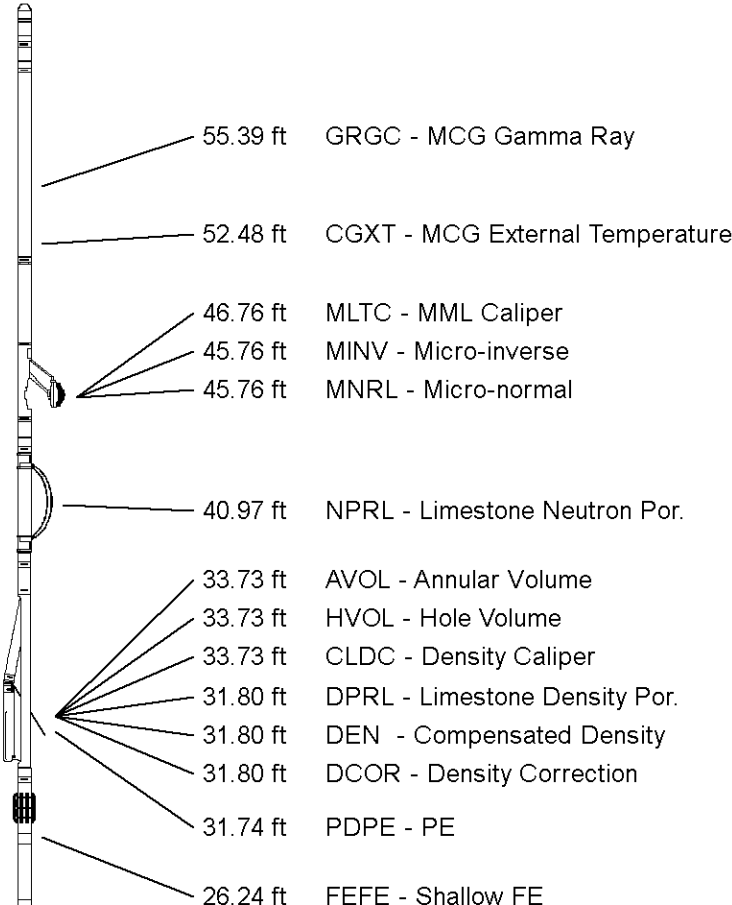 55.39 ft GRGC - MCG Gamma Ray
52.48 ft CGXT - MCG External Temperature
46.76 ft MLTC - MML Caliper
45.76 ft MINV - Micro-inverse
45.76 ft MNRL - Micro-normal
40.97 ft NPRL - Limestone Neutron Por.
33.73 ft AVOL - Annular Volume
33.73 ft HVOL - Hole Volume
33.73 ft CLDC - Density Caliper
31.80 ft DPRL - Limestone Density Por.
31.80 ft DEN - Compensated Density
31.80 ft DCOR - Density Correction
31.74 ft PDPE - PE
26.24 ft FEFE - Shallow FE